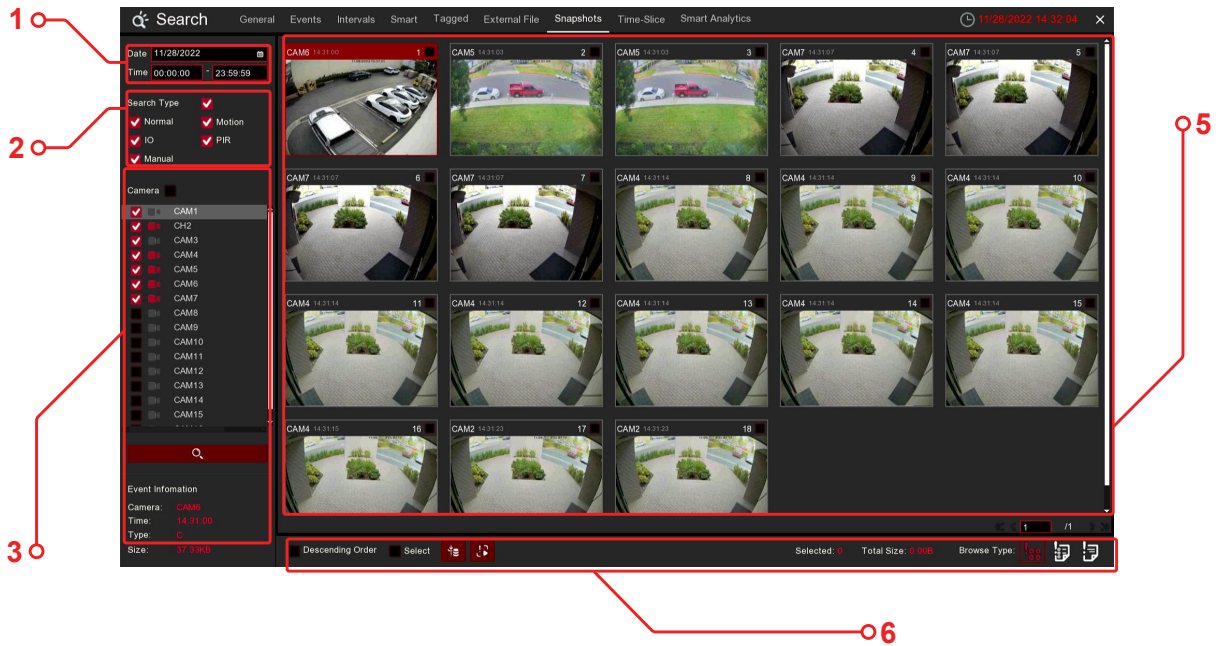 Search General Events Intervals Smart Tagged External File Snapshots Time-Slice Smart Analytics 11/28/2022 14:32:04 ×
1
Date 11/28/2022
Time 00:00:00 - 23:59:59
2
Search Type
Normal Motion
IO PIR
Manual
3
Camera
CAM1
CH2
CAM3
CAM4
CAM5
CAM6
CAM7
CAM8
CAM9
CAM10
CAM11
CAM12
CAM13
CAM14
CAM15
Event Infomation
Camera: CAM6
Time: 14:31:00
Type: C
Size: 37.33KB
5
CAM6 14:31:00 1
CAM5 14:31:03 2
CAM5 14:31:03 3
CAM7 14:31:07 4
CAM7 14:31:07 5
CAM7 14:31:07 6
CAM7 14:31:07 7
CAM4 14:31:14 8
CAM4 14:31:14 9
CAM4 14:31:14 10
CAM4 14:31:14 11
CAM4 14:31:14 12
CAM4 14:31:14 13
CAM4 14:31:14 14
CAM4 14:31:14 15
CAM4 14:31:15 16
CAM2 14:31:23 17
CAM2 14:31:23 18
1 /1
Descending Order Select Selected: 0 Total Size: 0.00B Browse Type:
6